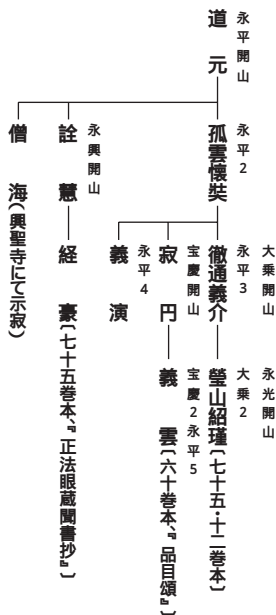 道元
永平開山
孤雲懐奘
永平2
徹通義介
永平3
大乗開山
瑩山紹瑾〔七十五・十二巻本〕
大乗2
永光開山
寂円
宝慶開山
義雲〔六十巻本、『品目頌』〕
宝慶2永平5
義演
永平4
詮慧
永興開山
経豪〔七十五巻本、『正法眼蔵聞書抄』〕
僧海(興聖寺にて示寂)